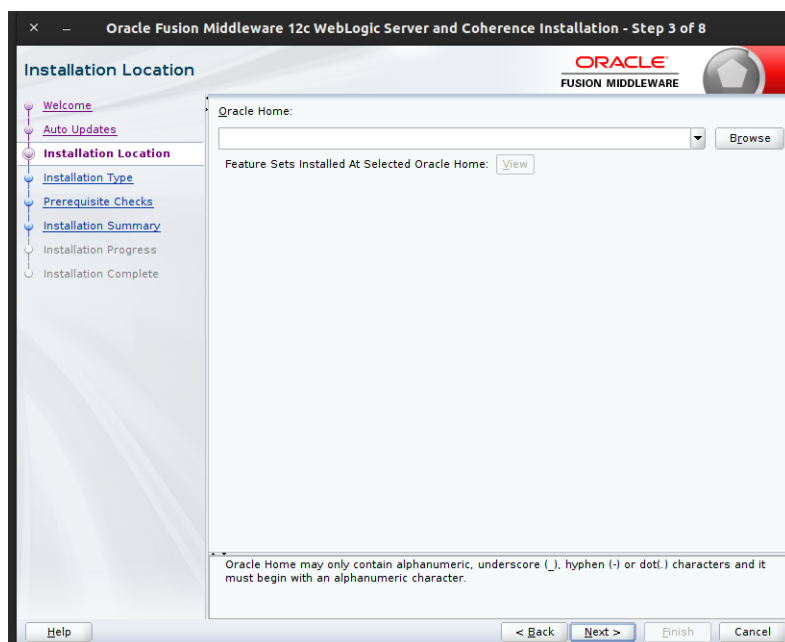 Oracle Fusion Middleware 12c WebLogic Server and Coherence Installation - Step 3 of 8
Installation Location
ORACLE
FUSION MIDDLEWARE
Welcome
Auto Updates
Installation Location
Installation Type
Prerequisite Checks
Installation Summary
Installation Progress
Installation Complete
Oracle Home:
Browse
Feature Sets Installed At Selected Oracle Home: View
Oracle Home may only contain alphanumeric, underscore (_), hyphen (-) or dot(.) characters and it
must begin with an alphanumeric character.
Help < Back Next > Finish Cancel